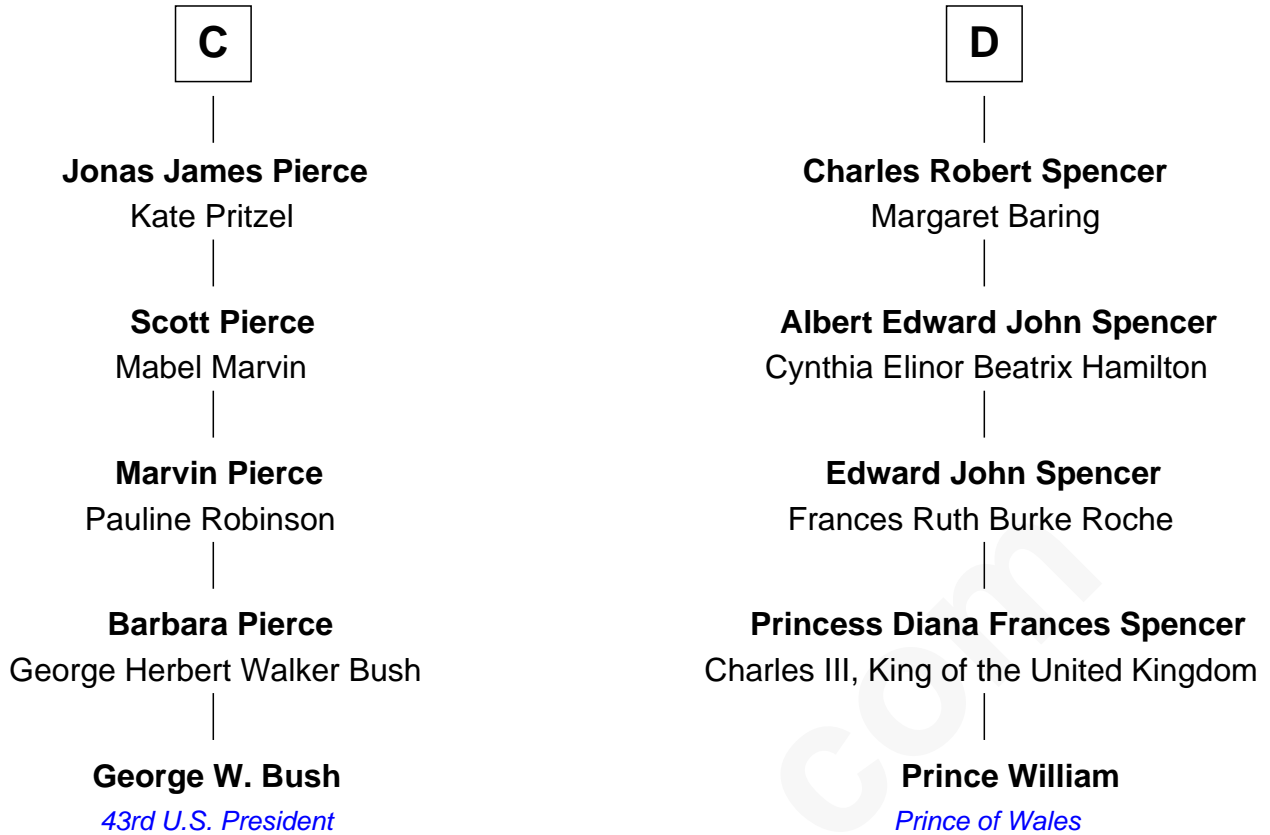 C
Jonas James Pierce
Kate Pritzel
Scott Pierce
Mabel Marvin
Marvin Pierce
Pauline Robinson
Barbara Pierce
George Herbert Walker Bush
George W. Bush
43rd U.S. President
D
Charles Robert Spencer
Margaret Baring
Albert Edward John Spencer
Cynthia Elinor Beatrix Hamilton
Edward John Spencer
Frances Ruth Burke Roche
Princess Diana Frances Spencer
Charles III, King of the United Kingdom
Prince William
Prince of Wales
com